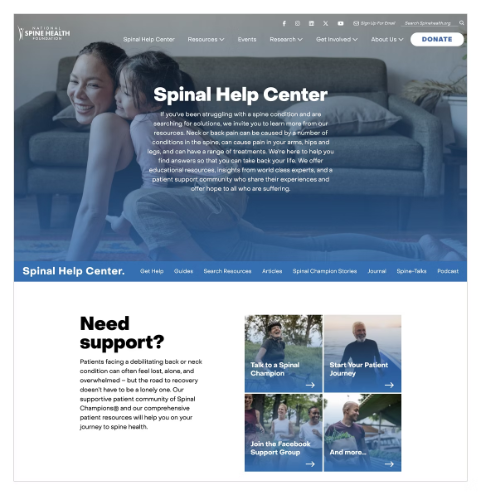 NATIONAL
SPINE HEALTH
FOUNDATION
Sign Up For Email
Search Spinehealth.org
Spinal Help Center
Resources
Events
Research
Get Involved
About Us
DONATE
Spinal Help Center
If you've been struggling with a spine condition and are
searching for solutions, we invite you to learn more from our
resources. Neck or back pain can be caused by a number of
conditions in the spine, can cause pain in your arms, hips and
legs, and can have a range of treatments. We're here to help you
find answers so that you can take back your life. We offer
educational resources, insights from world class experts, and a
patient support community who share their experiences and
offer hope to all who are suffering.
Spinal Help Center.
Get Help
Guides
Search Resources
Articles
Spinal Champion Stories
Journal
Spine-Talks
Podcast
Need
support?
Patients facing a debilitating back or neck
condition can often feel lost, alone, and
overwhelmed – but the road to recovery
doesn't have to be a lonely one. Our
supportive patient community of Spinal
Champions® and our comprehensive
patient resources will help you on your
journey to spine health.
Talk to a Spinal
Champion
Start Your Patient
Journey
Join the Facebook
Support Group
And more...